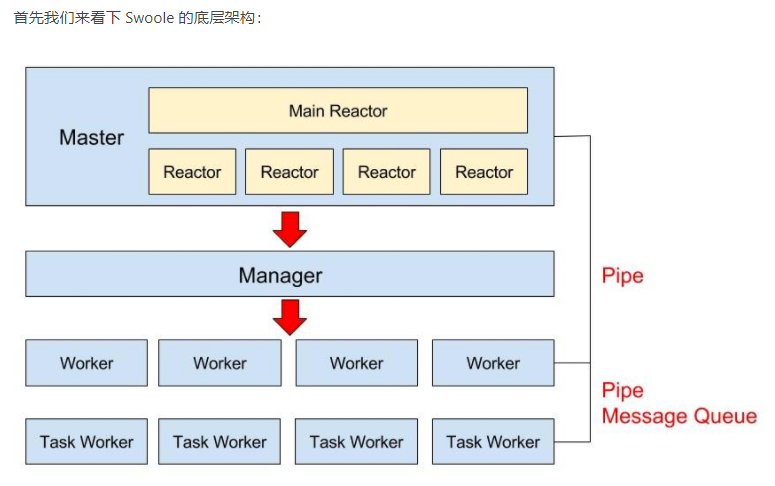 首先我们来看下 Swoole 的底层架构：
Main Reactor
Master
Reactor Reactor Reactor Reactor
Manager
Pipe
Worker Worker Worker Worker
Pipe
Message Queue
Task Worker Task Worker Task Worker Task Worker